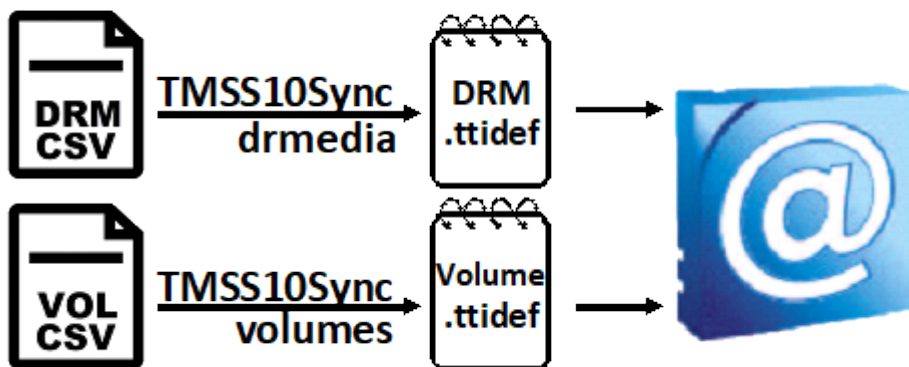 DRM
CSV
TMSS10Sync
drmedia
DRM
.ttidef
VOL
CSV
TMSS10Sync
volumes
Volume
.ttidef
@